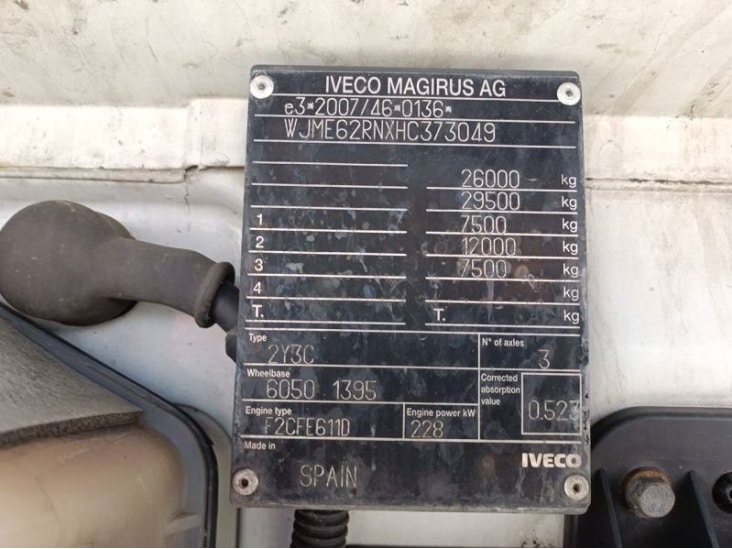 IVECO MAGIRUS AG
e3*2007/46*0136*
WJME62RNXHC373049
26000 kg
29500 kg
1 7500 kg
2 12000 kg
3 7500 kg
4 kg
T. T. kg
Type
2Y3C
N° of axles
3
Wheelbase
6050 1395
Corrected absorption value
0.523
Engine type
F2CFE611D
Engine power kW
228
Made in
SPAIN
IVECO